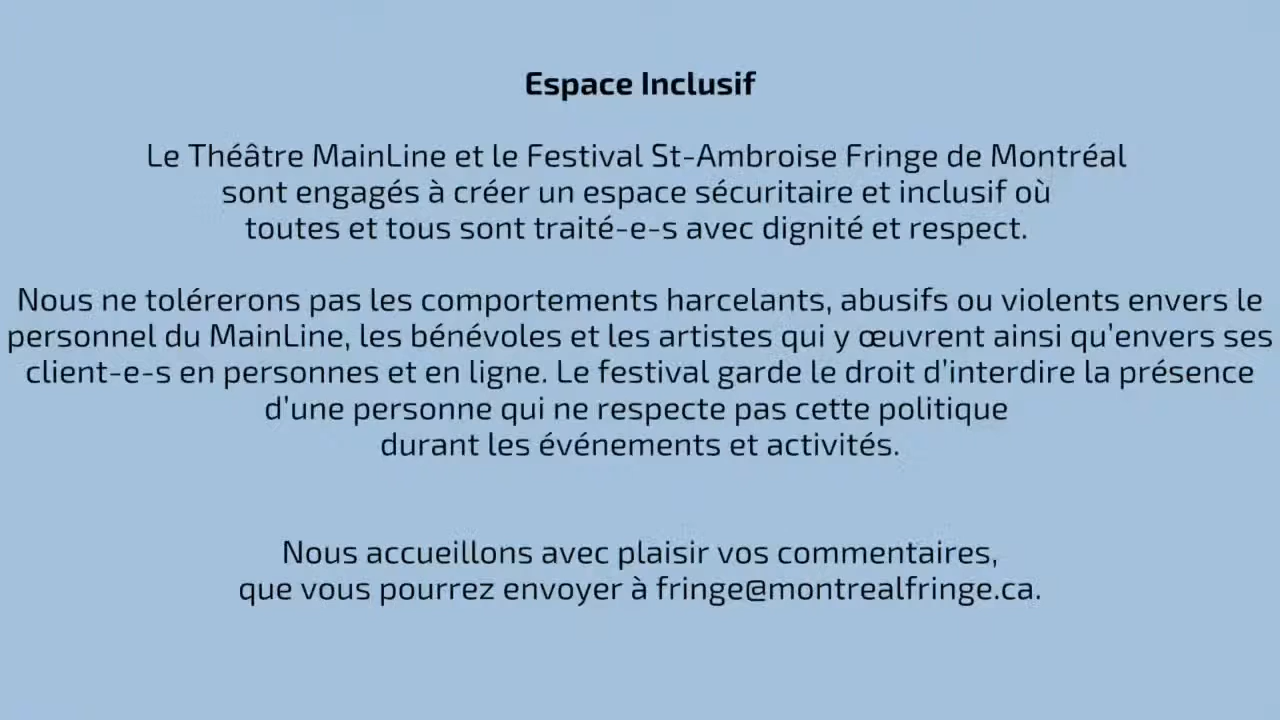 Espace Inclusif
Le Théâtre MainLine et le Festival St-Ambroise Fringe de Montréal
sont engagés à créer un espace sécuritaire et inclusif où
toutes et tous sont traité-e-s avec dignité et respect.
Nous ne tolérerons pas les comportements harcelants, abusifs ou violents envers le
personnel du MainLine, les bénévoles et les artistes qui y œuvrent ainsi qu'envers ses
client-e-s en personnes et en ligne. Le festival garde le droit d'interdire la présence
d'une personne qui ne respecte pas cette politique
durant les événements et activités.
Nous accueillons avec plaisir vos commentaires,
que vous pourrez envoyer à fringe@montrealfringe.ca.